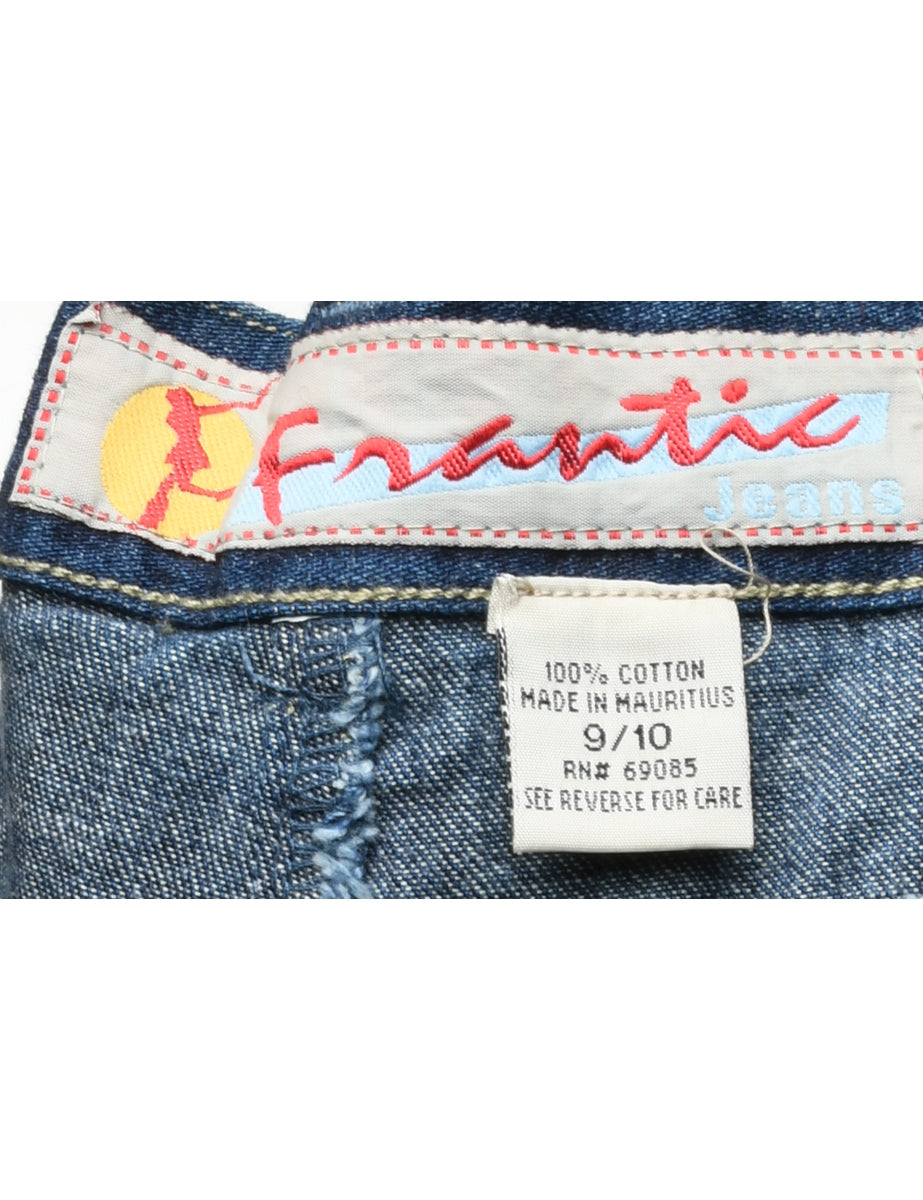 Frantic
Jeans
100% COTTON
MADE IN MAURITIUS
9/10
RN# 69085
SEE REVERSE FOR CARE